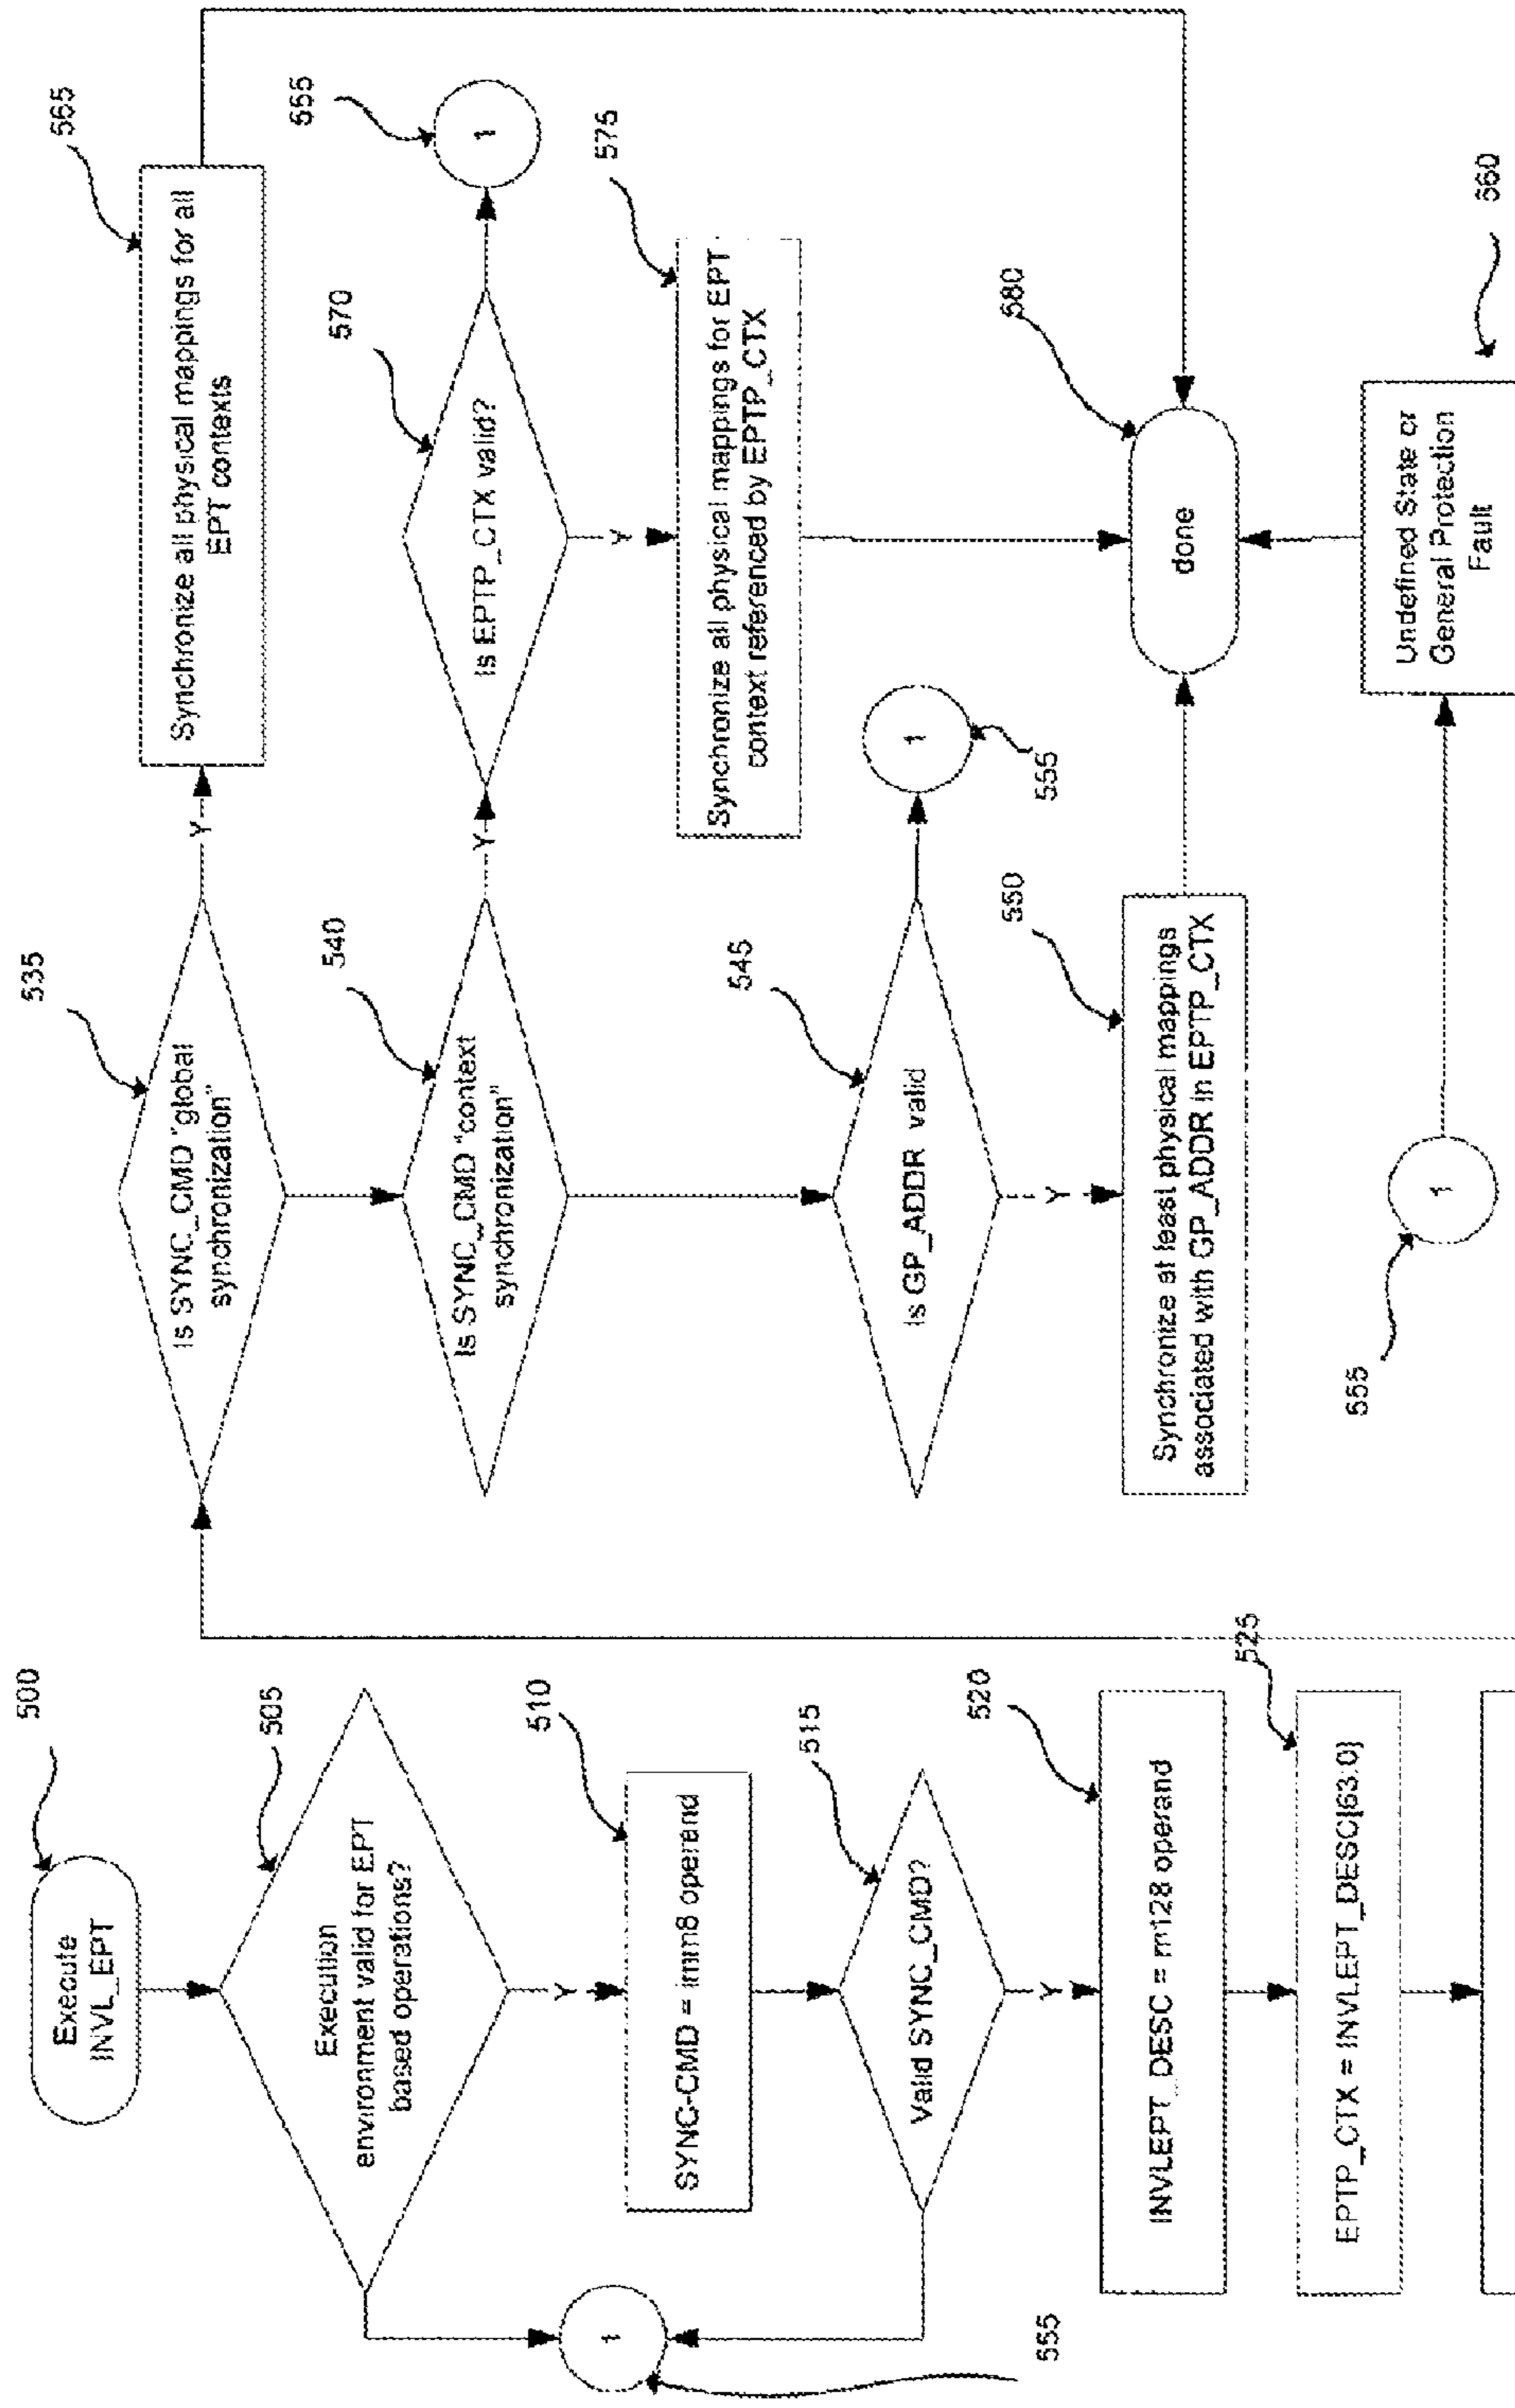 500
Execute
INVL_EPT
505
Execution
environment valid for EPT
based operations?
Y
510
SYNC-CMD = imm8 operand
515
Valid SYNC_CMD?
Y
520
INVLEPT_DESC = m128 operand
525
EPTP_CTX = INVLEPT_DESC[63:0]
1
555
535
Is SYNC_CMD "global
synchronization"
Y
565
Synchronize all physical mappings for all
EPT contexts
540
Is SYNC_CMD "context
synchronization"
Y
570
Is EPTP_CTX valid?
1
555
Y
575
Synchronize all physical mappings for EPT
context referenced by EPTP_CTX
545
Is GP_ADDR valid
1
555
Y
550
Synchronize at least physical mappings
associated with GP_ADDR in EPTP_CTX
580
done
555
1
Undefined State or
General Protection
Fault
560